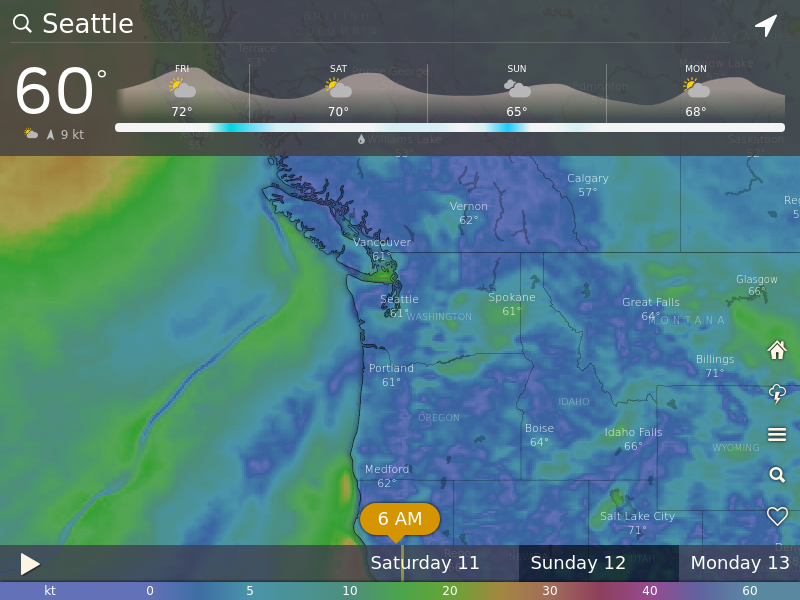 Seattle
60°
9 kt
FRI
72°
SAT
70°
SUN
65°
MON
68°
Williams Lake
Calgary
57°
Vernon
62°
Vancouver
61°
Seattle
61°
WASHINGTON
Spokane
61°
Great Falls
64°
MONTANA
Glasgow
66°
Billings
71°
Portland
61°
OREGON
IDAHO
Boise
64°
Idaho Falls
66°
WYOMING
Medford
62°
Salt Lake City
71°
6 AM
Saturday 11
Sunday 12
Monday 13
kt 0 5 10 20 30 40 60